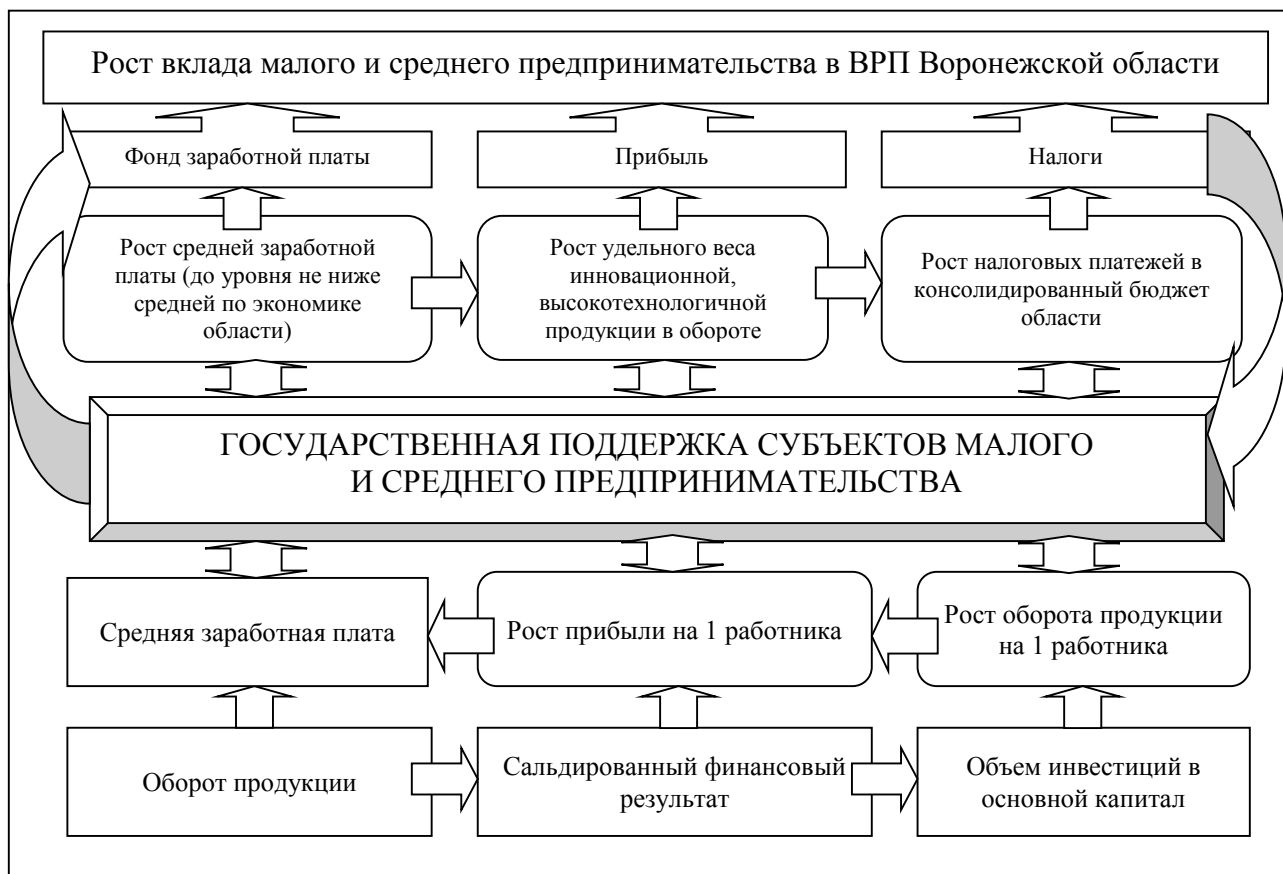 Рост вклада малого и среднего предпринимательства в ВРП Воронежской области
Фонд заработной платы
Прибыль
Налоги
Рост средней заработной
платы (до уровня не ниже
средней по экономике
области)
Рост удельного веса
инновационной,
высокотехнологичной
продукции в обороте
Рост налоговых платежей в
консолидированный бюджет
области
ГОСУДАРСТВЕННАЯ ПОДДЕРЖКА СУБЪЕКТОВ МАЛОГО
И СРЕДНЕГО ПРЕДПРИНИМАТЕЛЬСТВА
Средняя заработная плата
Рост прибыли на 1 работника
Рост оборота продукции
на 1 работника
Оборот продукции
Сальдированный финансовый
результат
Объем инвестиций в
основной капитал